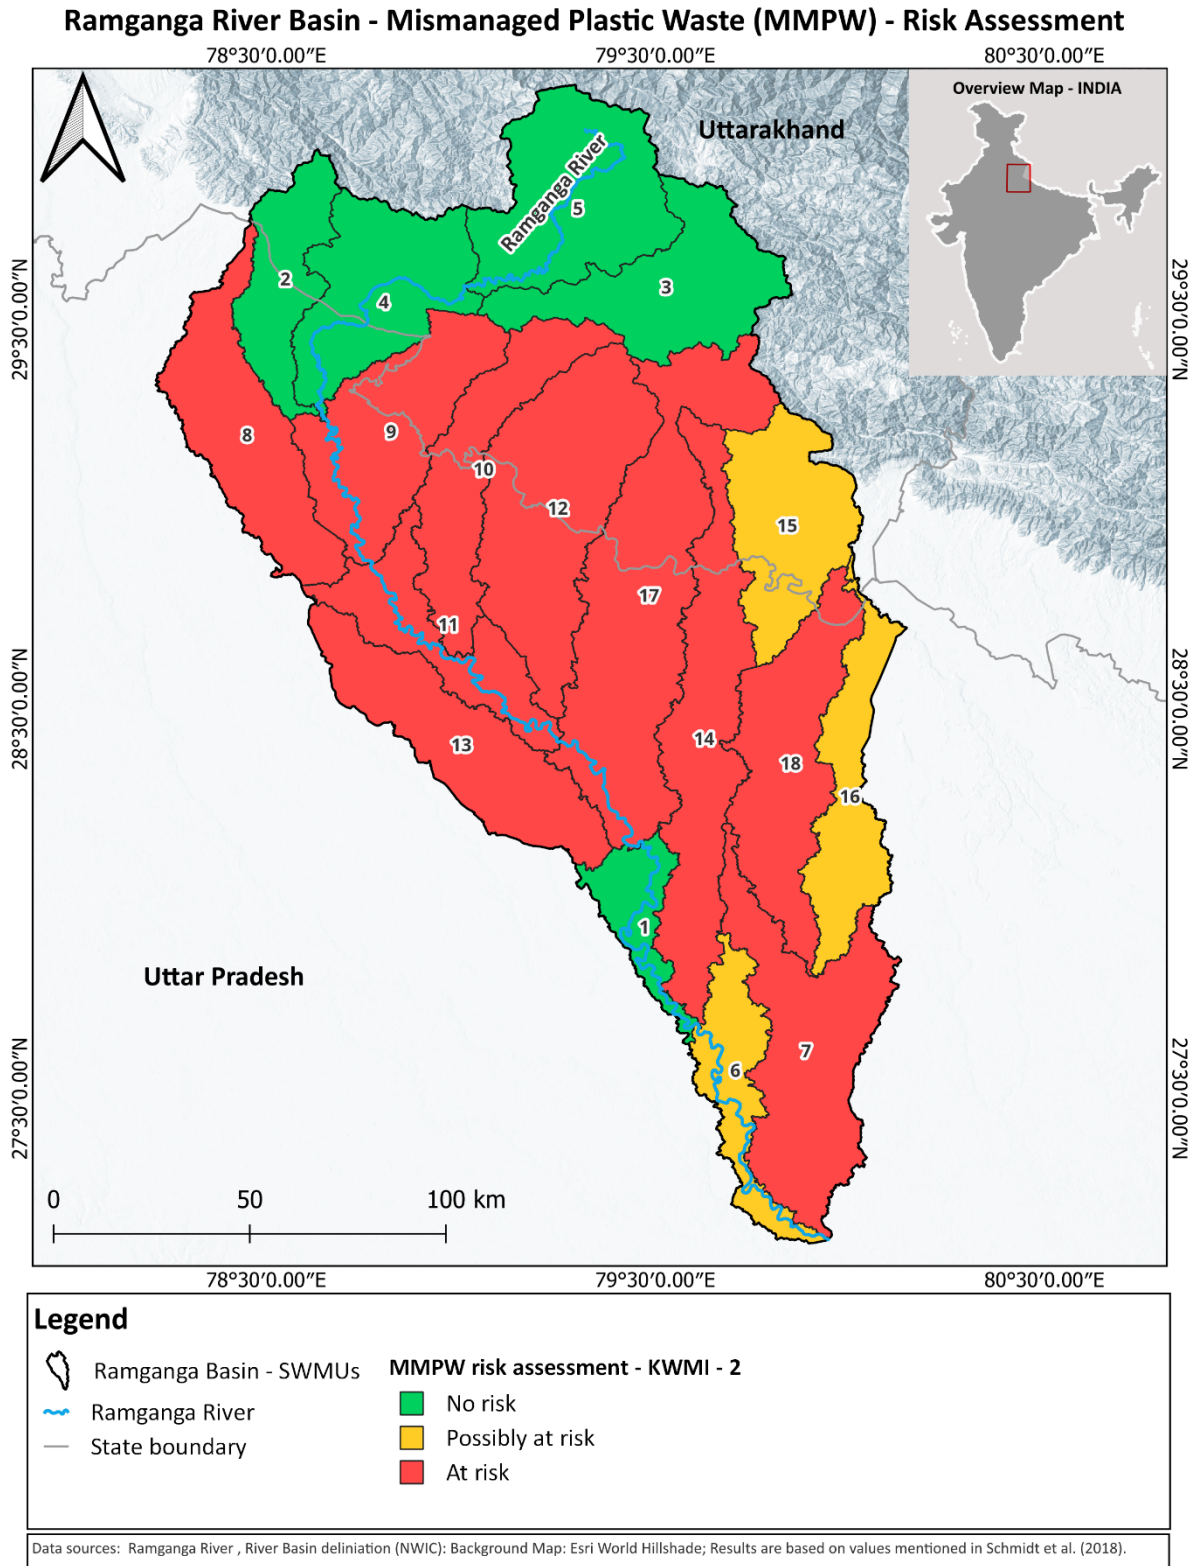 Ramganga River Basin - Mismanaged Plastic Waste (MMPW) - Risk Assessment
78°30'0.00"E
79°30'0.00"E
80°30'0.00"E
Overview Map - INDIA
Uttarakhand
Ramganga River
5
2
3
4
29°30'0.00"N
29°30'0.00"N
8
9
10
12
15
17
11
28°30'0.00"N
28°30'0.00"N
13
14
18
16
1
Uttar Pradesh
7
6
27°30'0.00"N
27°30'0.00"N
0
50
100 km
78°30'0.00"E
79°30'0.00"E
80°30'0.00"E
Legend
Ramganga Basin - SWMUs
Ramganga River
State boundary
MMPW risk assessment - KWMI - 2
No risk
Possibly at risk
At risk
Data sources: Ramganga River , River Basin deliniation (NWIC): Background Map: Esri World Hillshade; Results are based on values mentioned in Schmidt et al. (2018).